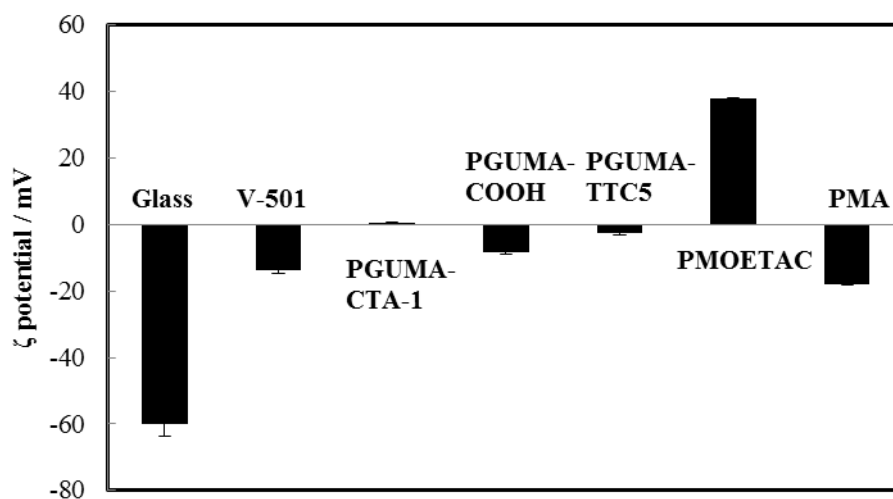 60
40
PGUMA- PGUMA-
20
COOH TTC5
Glass V-501 PMA
0
PGUMA- PMOETAC
-20
CTA-1
-40
-60
-80
ζ potential / mV